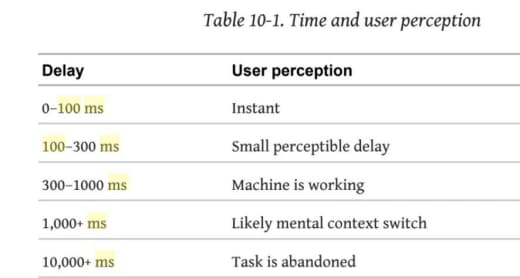 Table 10-1. Time and user perception
Delay User perception
0–100 ms Instant
100–300 ms Small perceptible delay
300–1000 ms Machine is working
1,000+ ms Likely mental context switch
10,000+ ms Task is abandoned